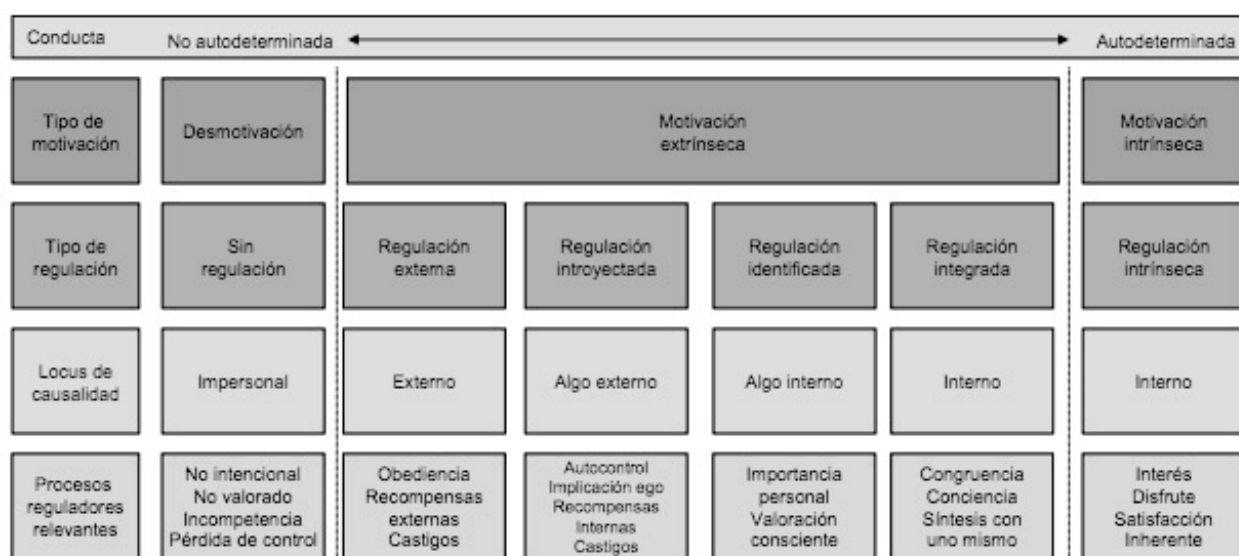 Conducta No autodeterminada Autodeterminada
Tipo de
motivación
Desmotivación
Motivación
extrínseca
Motivación
intrínseca
Tipo de
regulación
Sin
regulación
Regulación
externa
Regulación
introyectada
Regulación
identificada
Regulación
integrada
Regulación
intrínseca
Locus de
causalidad
Impersonal
Externo
Algo externo
Algo interno
Interno
Interno
Procesos
reguladores
relevantes
No intencional
No valorado
Incompetencia
Pérdida de control
Obediencia
Recompensas
externas
Castigos
Autocontrol
Implicación ego
Recompensas
Internas
Castigos
Importancia
personal
Valoración
consciente
Congruencia
Conciencia
Síntesis con
uno mismo
Interés
Disfrute
Satisfacción
Inherente